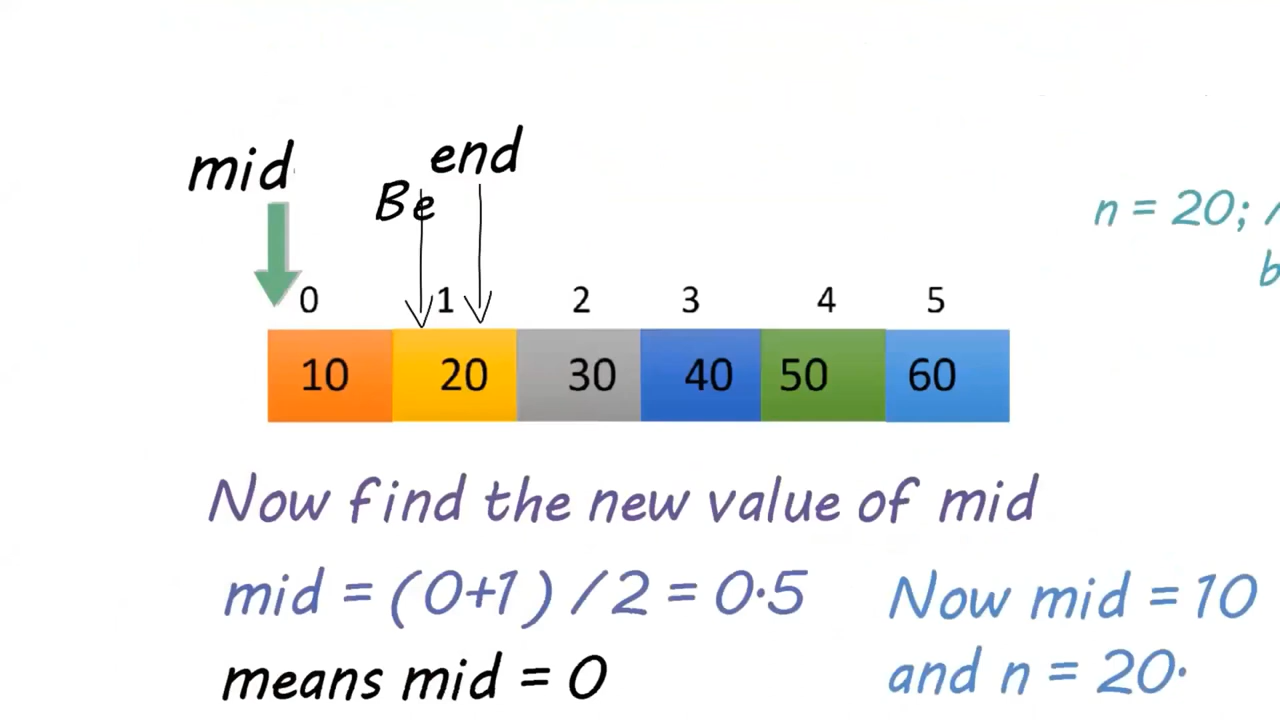 mid
end
Be
n = 20;
0 1 2 3 4 5
10 20 30 40 50 60
Now find the new value of mid
mid = (0+1) / 2 = 0.5
means mid = 0
Now mid = 10
and n = 20.